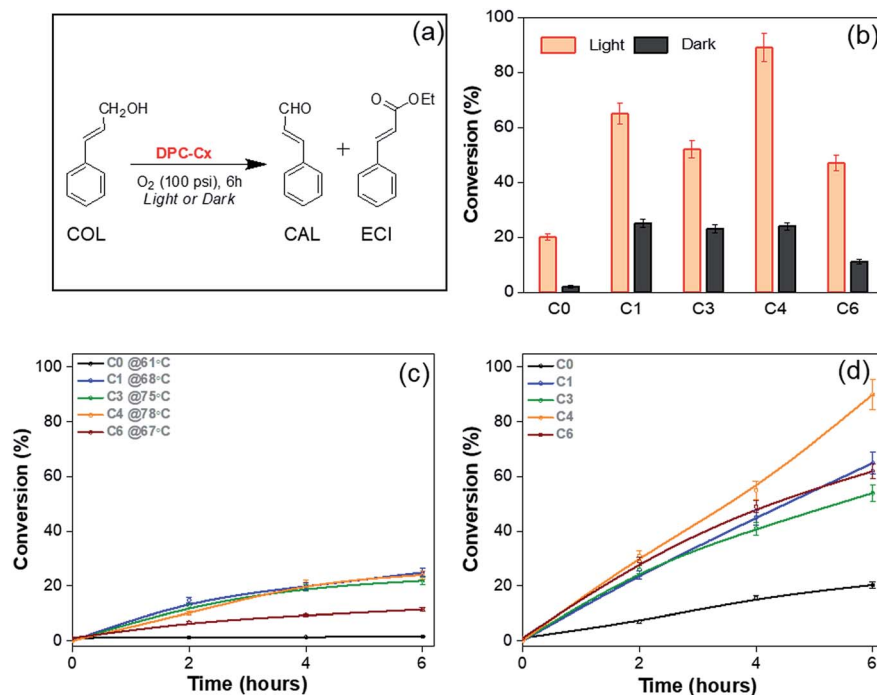 (a)
CH₂OH
CHO
O
OEt
DPC-Cx
+
O₂ (100 psi), 6h
Light or Dark
COL
CAL
ECI
(b)
Light
Dark
Conversion (%)
100
80
60
40
20
0
C0
C1
C3
C4
C6
(c)
C0 @61°C
C1 @68°C
C3 @75°C
C4 @78°C
C6 @67°C
Conversion (%)
100
80
60
40
20
0
0
2
4
6
Time (hours)
(d)
C0
C1
C3
C4
C6
Conversion (%)
100
80
60
40
20
0
0
2
4
6
Time (hours)